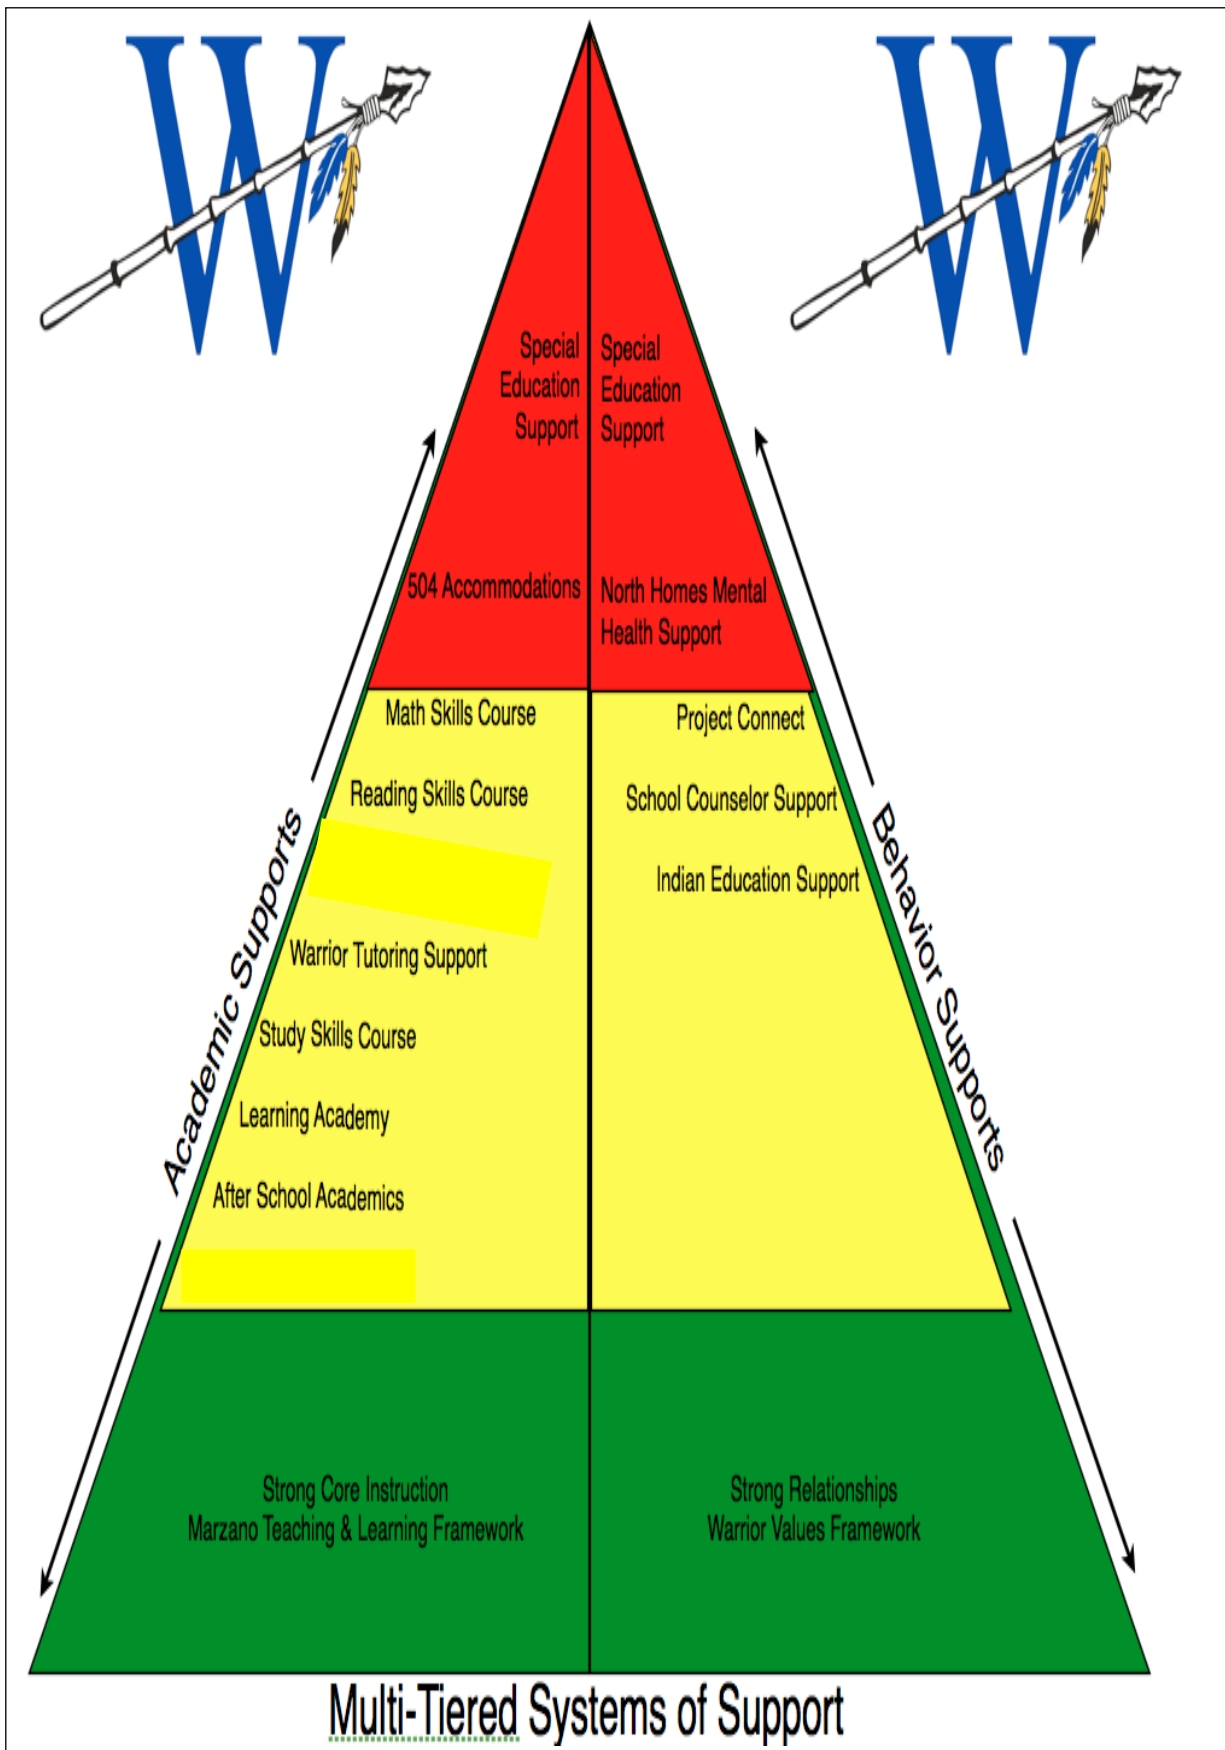 W
W
Special
Education
Support
Special
Education
Support
504 Accommodations
North Homes Mental
Health Support
Math Skills Course
Reading Skills Course
Warrior Tutoring Support
Study Skills Course
Learning Academy
After School Academics
Project Connect
School Counselor Support
Indian Education Support
Academic Supports
Behavior Supports
Strong Core Instruction
Marzano Teaching & Learning Framework
Strong Relationships
Warrior Values Framework
Multi-Tiered Systems of Support